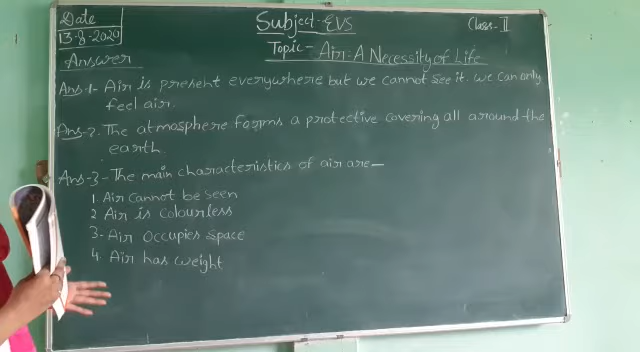 Date
13-8-2020
Subject-EVS
Class-II
Topic-Air-A Necessity of Life
Answer
Ans-1- Air is present everywhere but we cannot see it. we can only
feel air.
Ans-2. The atmosphere forms a protective covering all around the
earth.
Ans-3-The main characteristics of air are—
1. Air cannot be seen
2 Air is colourless
3- Air occupies space
4. Air has weight